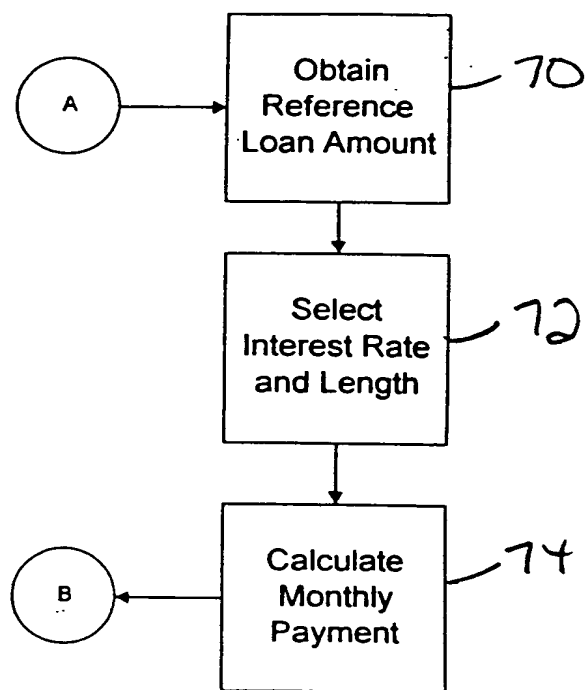 A
Obtain
Reference
Loan Amount
70
Select
Interest Rate
and Length
72
Calculate
Monthly
Payment
74
B